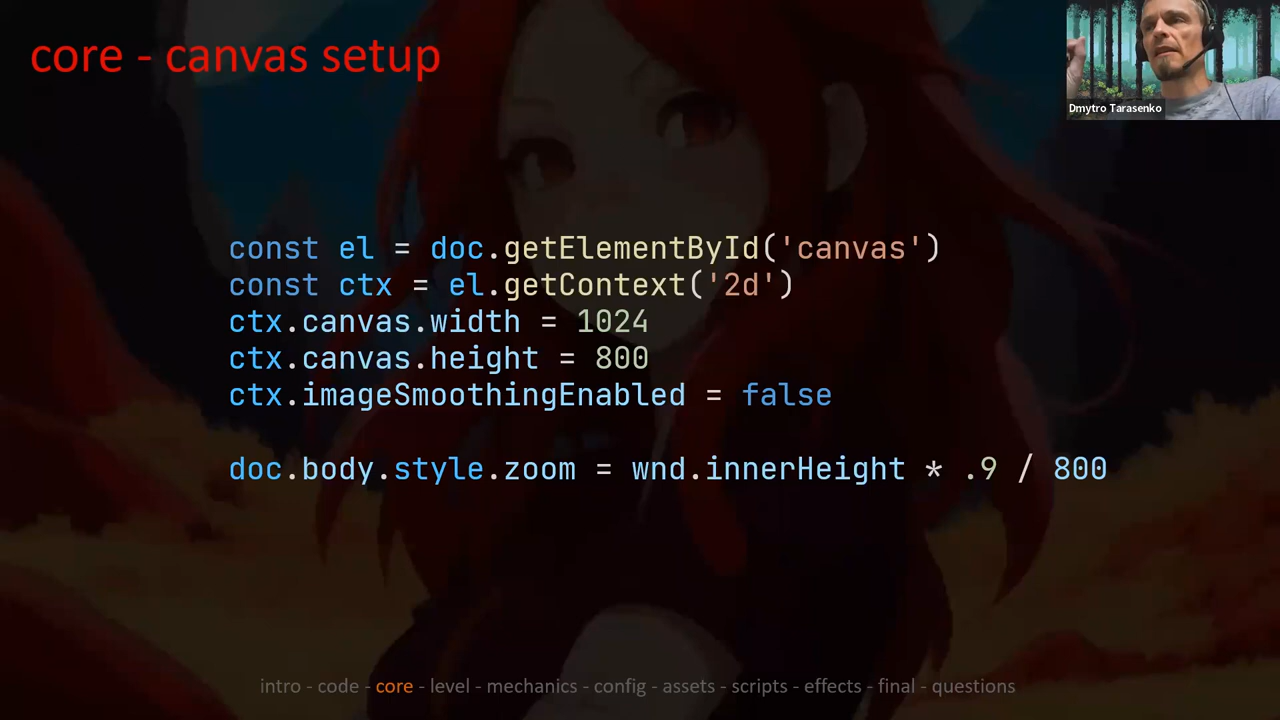 core - canvas setup
Dmytro Tarasenko
const el = doc.getElementById('canvas')
const ctx = el.getContext('2d')
ctx.canvas.width = 1024
ctx.canvas.height = 800
ctx.imageSmoothingEnabled = false
doc.body.style.zoom = wnd.innerHeight * .9 / 800
intro - code - core - level - mechanics - config - assets - scripts - effects - final - questions